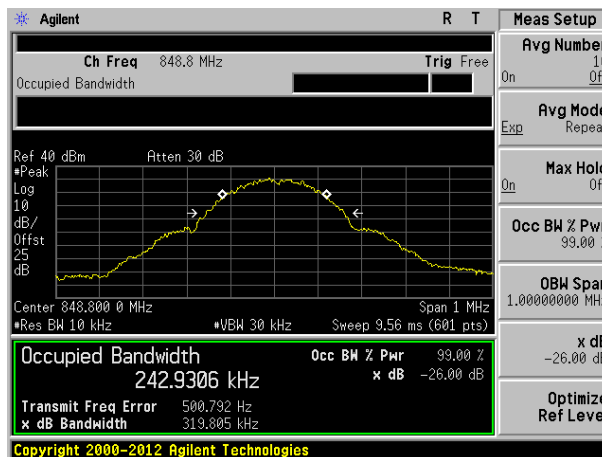 Agilent R T Meas Setup
Ch Freq 848.8 MHz Trig Free
Occupied Bandwidth
Avg Number
On
Avg Mode
Exp Repea
Max Hold
On
Occ BW % Pwr
99.00
OBW Span
1.00000000 MH
x dB
-26.00 dB
Optimize
Ref Level
Ref 40 dBm Atten 30 dB
#Peak
Log
10
dB/
Offst
25
dB
Center 848.800 0 MHz Span 1 MHz
#Res BW 10 kHz #VBW 30 kHz Sweep 9.56 ms (601 pts)
Occupied Bandwidth Occ BW % Pwr 99.00 %
242.9306 kHz x dB -26.00 dB
Transmit Freq Error 500.792 Hz
x dB Bandwidth 319.805 kHz
Copyright 2000-2012 Agilent Technologies